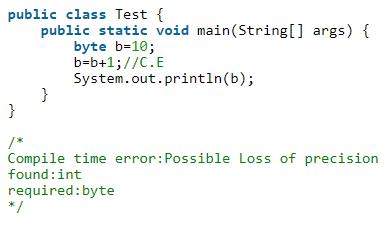 public class Test {
    public static void main(String[] args) {
        byte b=10;
        b=b+1;//C.E
        System.out.println(b);
    }
}
/*
Compile time error:Possible Loss of precision
found:int
required:byte
*/